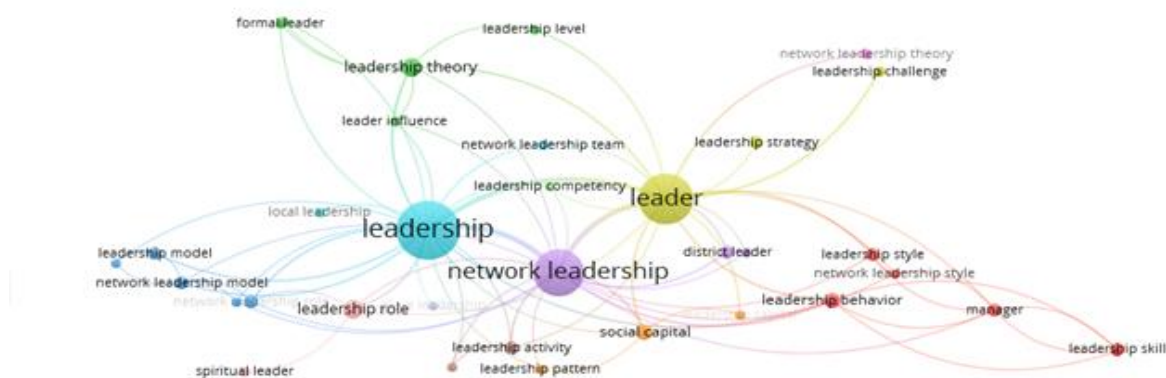 formal leader
leadership level
leadership theory
network leadership theory
leadership challenge
leader influence
network leadership team
leadership strategy
leadership competency
leader
local leadership
leadership
leadership model
district leader
leadership style
network leadership
network leadership style
network leadership model
leadership behavior
leadership role
manager
social capital
leadership activity
leadership skill
leadership pattern
spiritual leader